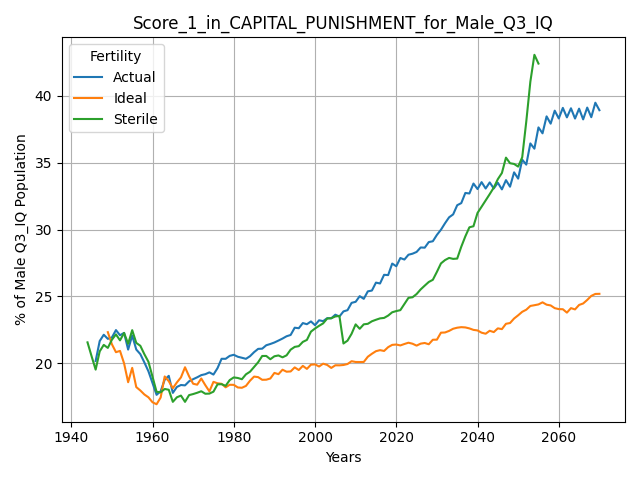 Score_1_in_CAPITAL_PUNISHMENT_for_Male_Q3_IQ
Fertility
Actual
Ideal
Sterile
% of Male Q3_IQ Population
40
35
30
25
20
1940
1960
1980
2000
2020
2040
2060
Years